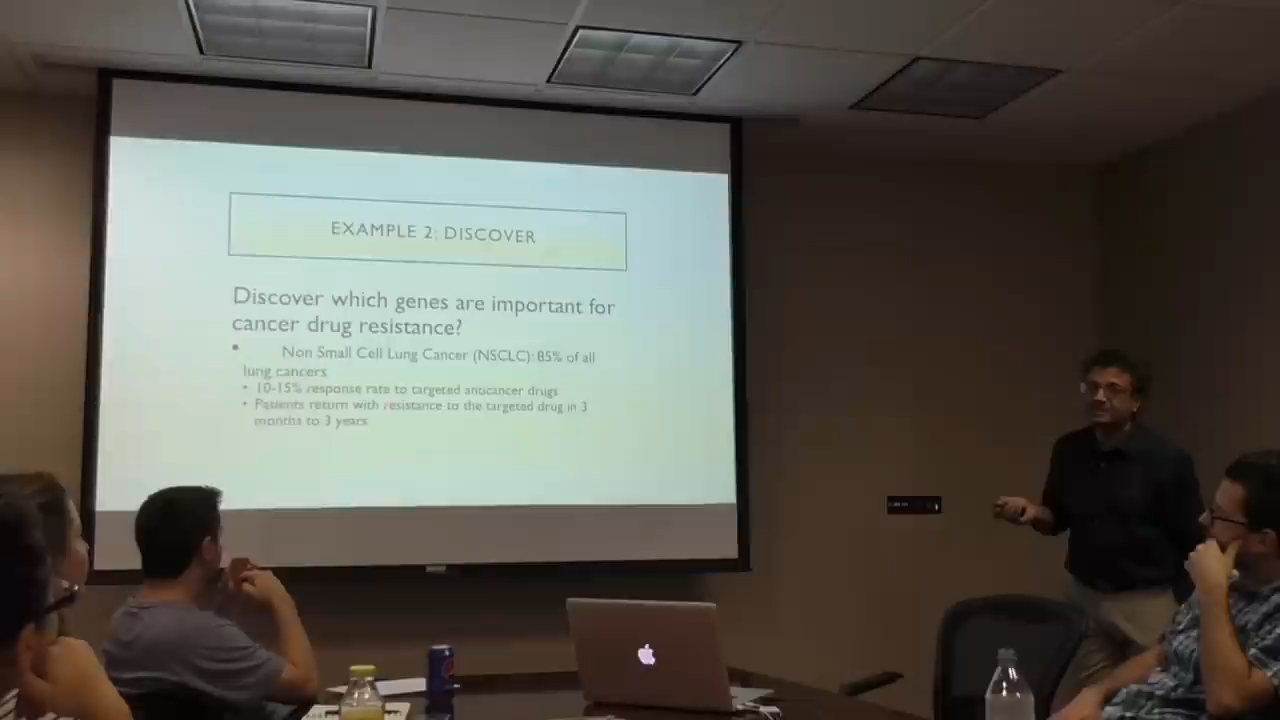 EXAMPLE 2: DISCOVER
Discover which genes are important for
cancer drug resistance?
• Non Small Cell Lung Cancer (NSCLC): 85% of all
lung cancers
• 10-15% response rate to targeted anticancer drugs
• Patients return with resistance to the targeted drug in 3
months to 3 years